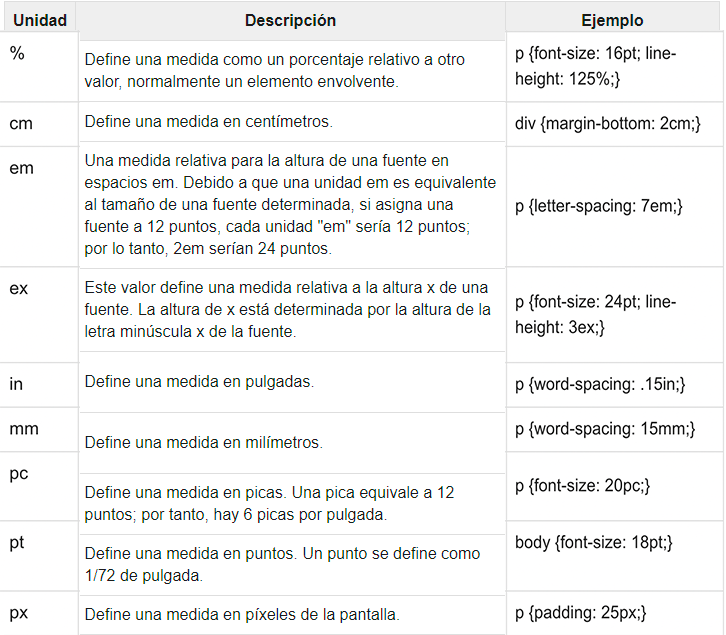 Unidad Descripción Ejemplo
%
Define una medida como un porcentaje relativo a otro
valor, normalmente un elemento envolvente.
p {font-size: 16pt; line-
height: 125%;}
cm
Define una medida en centímetros.
div {margin-bottom: 2cm;}
em
Una medida relativa para la altura de una fuente en
espacios em. Debido a que una unidad em es equivalente
al tamaño de una fuente determinada, si asigna una
fuente a 12 puntos, cada unidad "em" sería 12 puntos;
por lo tanto, 2em serían 24 puntos.
p {letter-spacing: 7em;}
ex
Este valor define una medida relativa a la altura x de una
fuente. La altura de x está determinada por la altura de la
letra minúscula x de la fuente.
p {font-size: 24pt; line-
height: 3ex;}
in
Define una medida en pulgadas.
p {word-spacing: .15in;}
mm
Define una medida en milímetros.
p {word-spacing: 15mm;}
pc
Define una medida en picas. Una pica equivale a 12
puntos; por tanto, hay 6 picas por pulgada.
p {font-size: 20pc;}
pt
Define una medida en puntos. Un punto se define como
1/72 de pulgada.
body {font-size: 18pt;}
px
Define una medida en píxeles de la pantalla.
p {padding: 25px;}